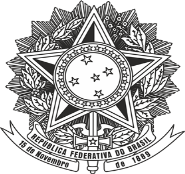 REPÚBLICA FEDERATIVA DO BRASIL
15 de Novembro de 1889